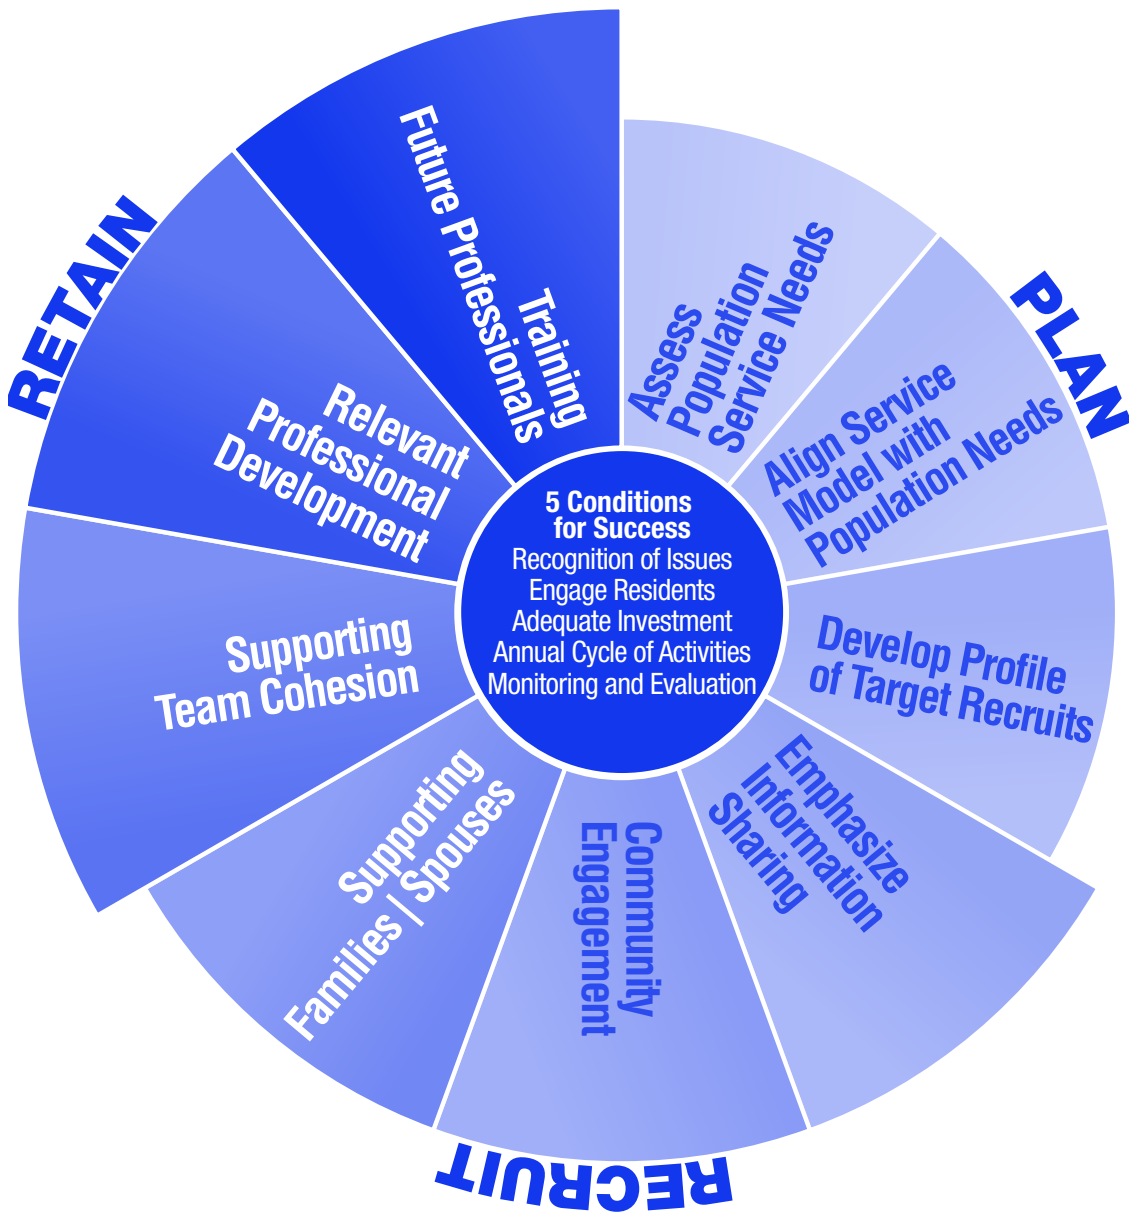 PLAN
Assess
Population
Service Needs
Align Service
Model with
Population Needs
Develop Profile
of Target Recruits
RECRUIT
Emphasize
Information
Sharing
Community
Engagement
Supporting
Families | Spouses
RETAIN
Supporting
Team Cohesion
Relevant
Professional
Development
Training
Future Professionals
5 Conditions
for Success
Recognition of Issues
Engage Residents
Adequate Investment
Annual Cycle of Activities
Monitoring and Evaluation